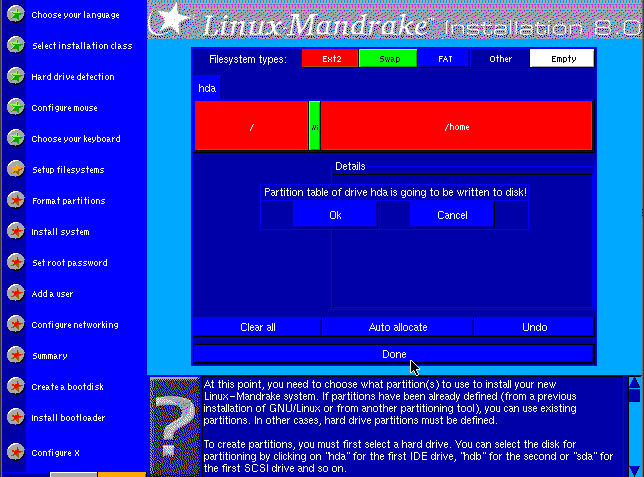 Linux Mandrake™ Installation 8.0
Choose your language
Select installation class
Hard drive detection
Configure mouse
Choose your keyboard
Setup filesystems
Format partitions
Install system
Set root password
Add a user
Configure networking
Summary
Create a bootdisk
Install bootloader
Configure X
Filesystem types: Ext2 Swap FAT Other Empty
hda
/ /home
Details
Partition table of drive hda is going to be written to disk!
Ok Cancel
Clear all Auto allocate Undo
Done
At this point, you need to choose what partition(s) to use to install your new
Linux-Mandrake system. If partitions have been already defined (from a previous
installation of GNU/Linux or from another partitioning tool), you can use existing
partitions. In other cases, hard drive partitions must be defined.
To create partitions, you must first select a hard drive. You can select the disk for
partitioning by clicking on "hda" for the first IDE drive, "hdb" for the second or "sda" for
the first SCSI drive and so on.